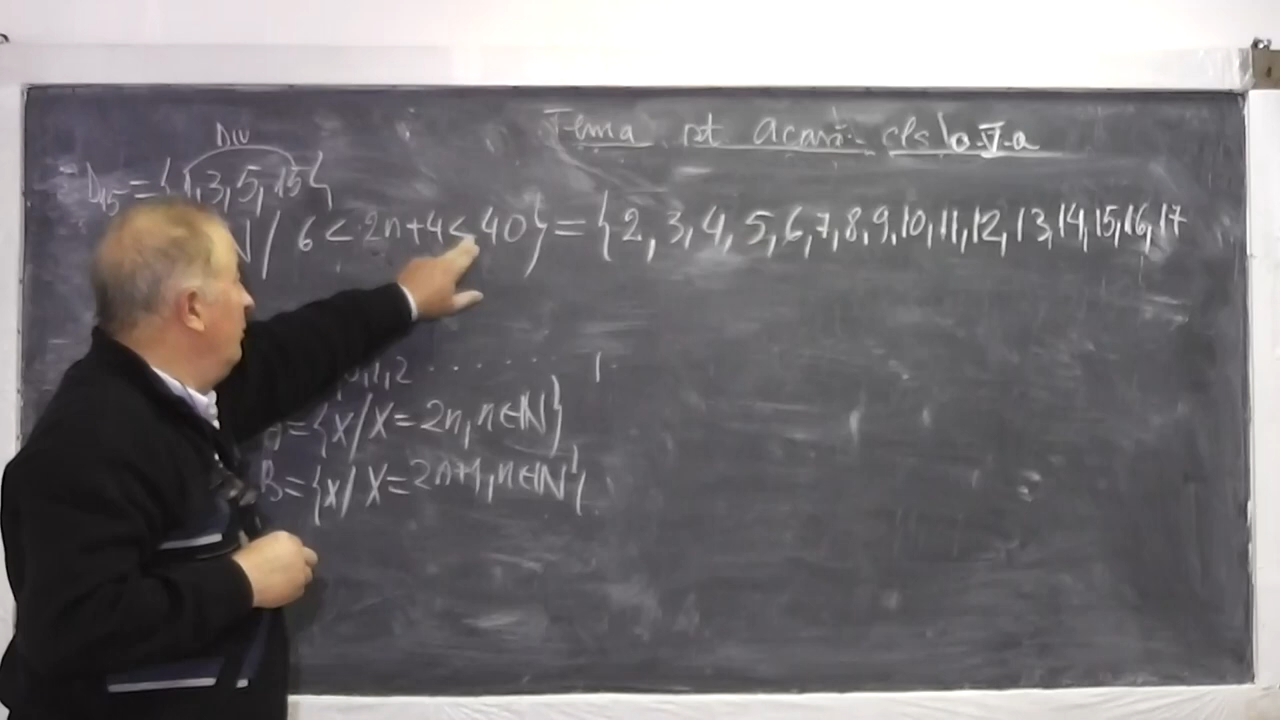 Tema pt acasă cls a V-a
Div
D₁₅ = {1, 3, 5, 15}
N / 6 < 2n+4 < 40} = {2, 3, 4, 5, 6, 7, 8, 9, 10, 11, 12, 13, 14, 15, 16, 17
0, 1, 2 . . . . . . .
A = {x / x = 2n, n ∈ N}
B = {x / x = 2n+1, n ∈ N}